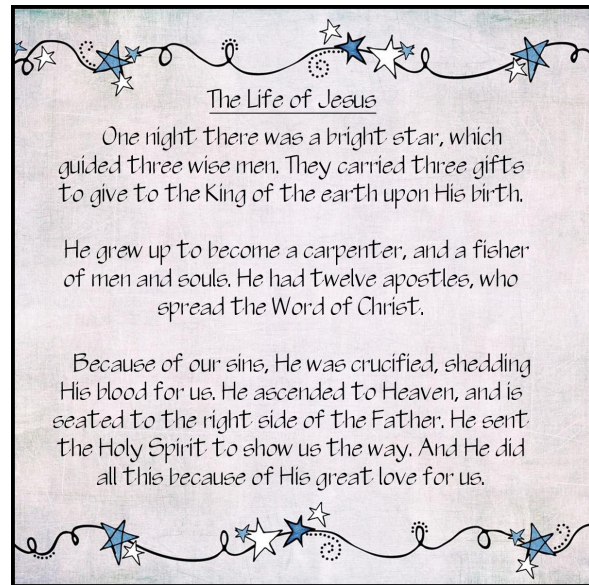 The Life of Jesus
One night there was a bright star, which
guided three wise men. They carried three gifts
to give to the King of the earth upon His birth.
He grew up to become a carpenter, and a fisher
of men and souls. He had twelve apostles, who
spread the Word of Christ.
Because of our sins, He was crucified, shedding
His blood for us. He ascended to Heaven, and is
seated to the right side of the Father. He sent
the Holy Spirit to show us the way. And He did
all this because of His great love for us.